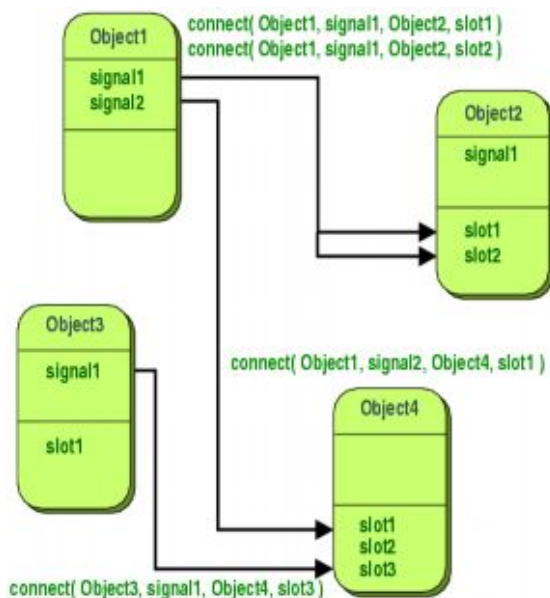 Object1
signal1
signal2
connect( Object1, signal1, Object2, slot1 )
connect( Object1, signal1, Object2, slot2 )
Object2
signal1
slot1
slot2
Object3
signal1
slot1
connect( Object1, signal2, Object4, slot1 )
Object4
slot1
slot2
slot3
connect( Object3, signal1, Object4, slot3 )